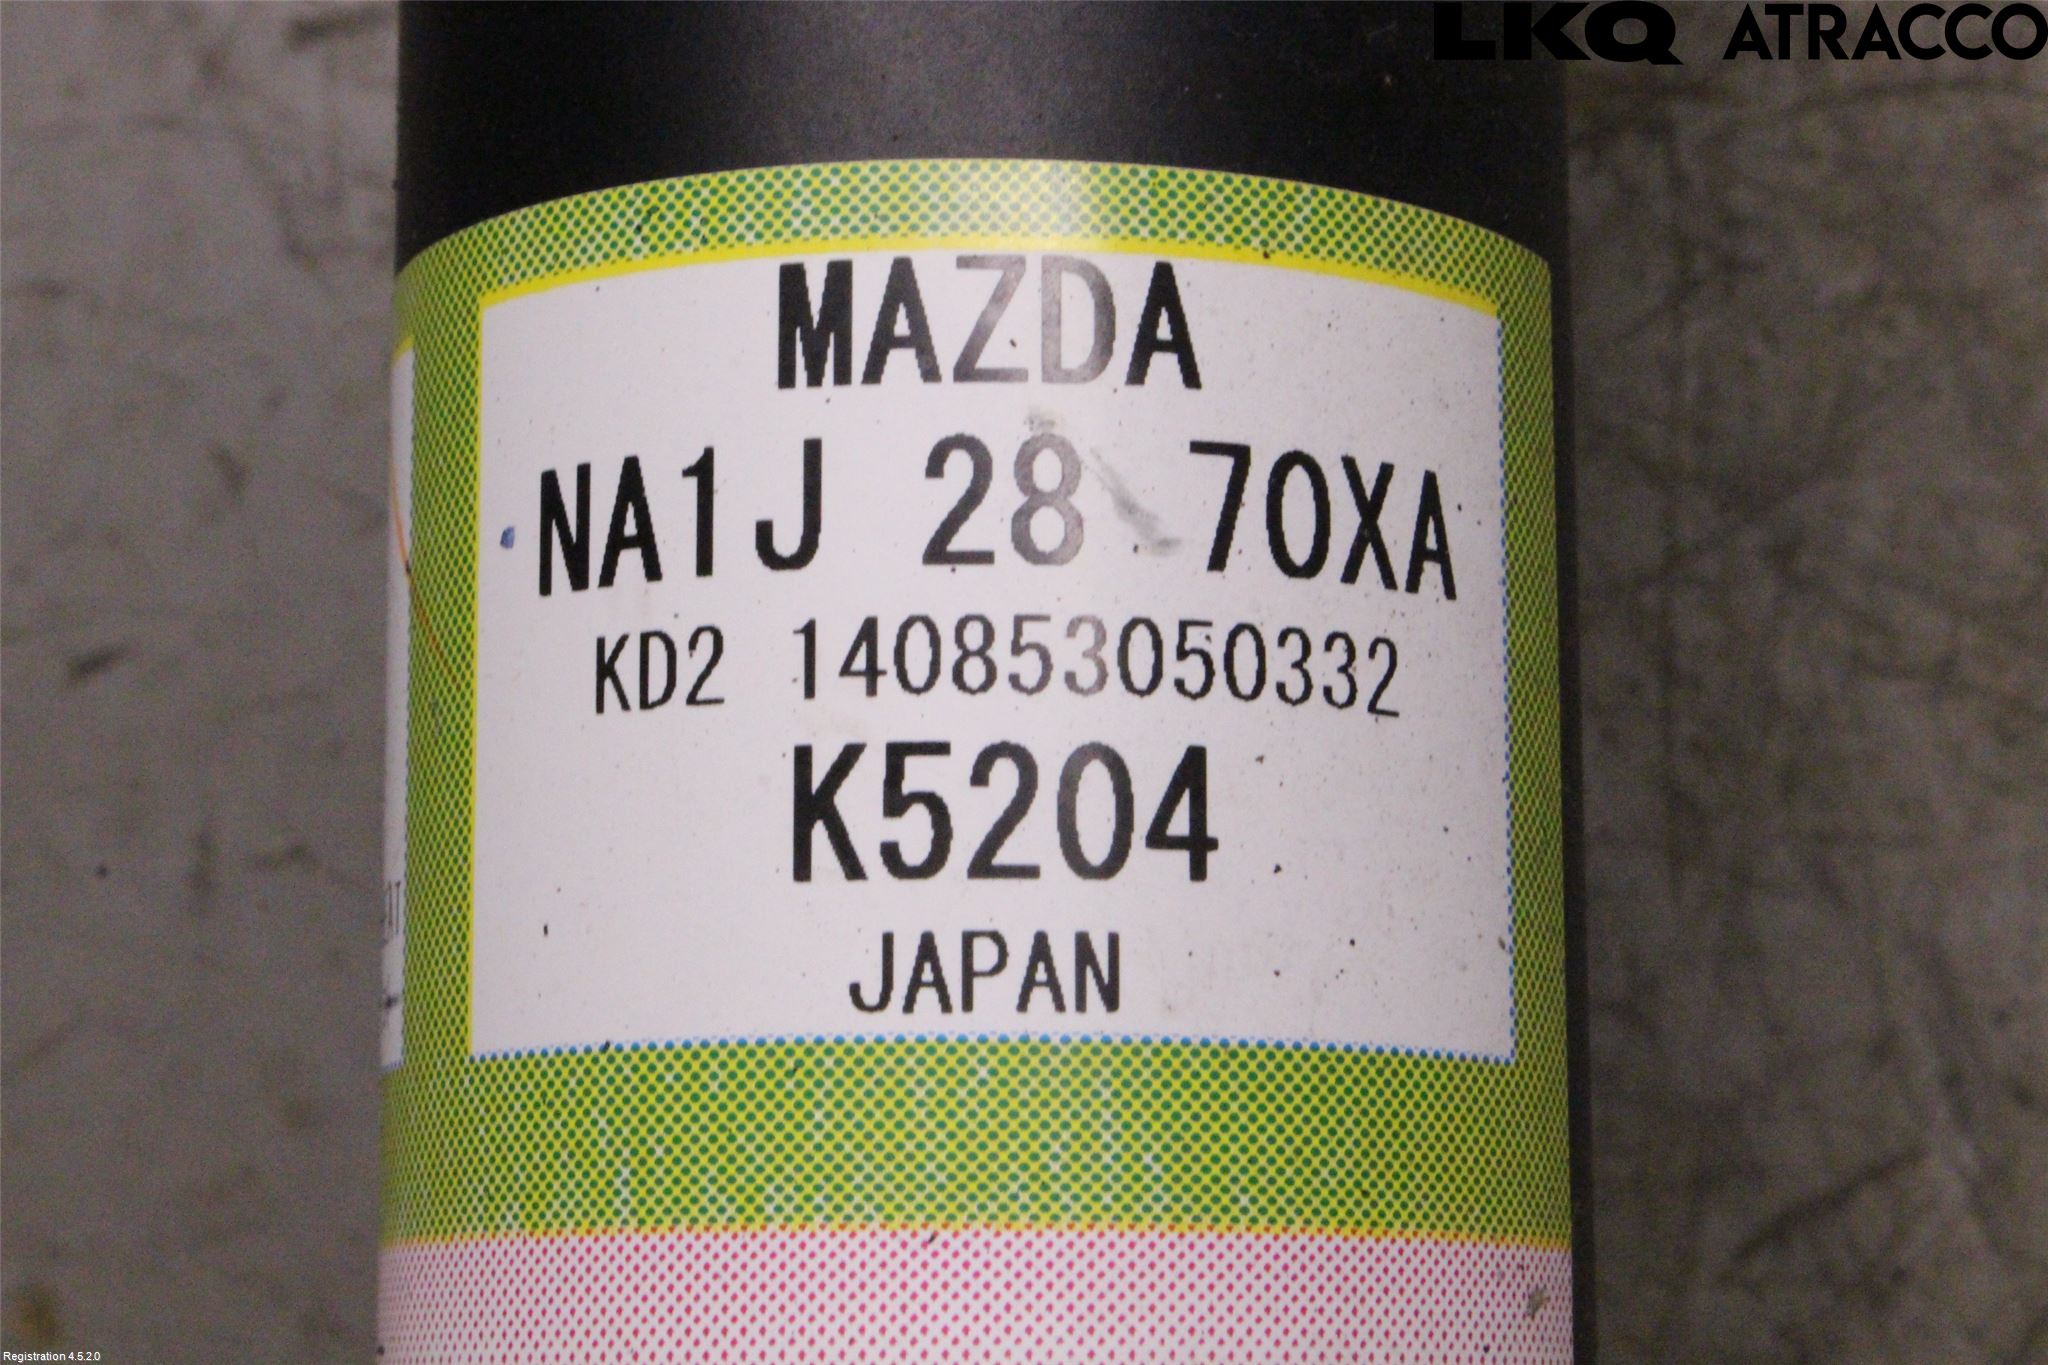 LKQ ATRACCO
MAZDA
NA1J 28 70XA
KD2 140853050332
K5204
JAPAN
Registration 4.5.2.0